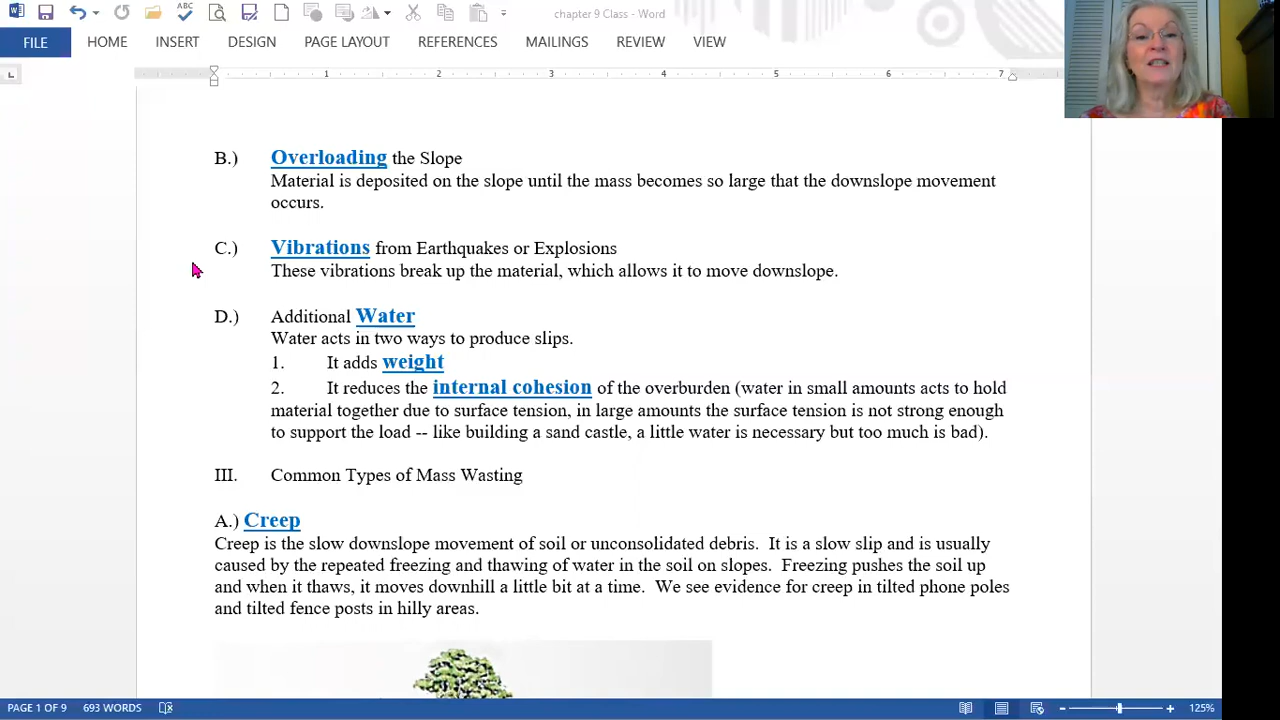 chapter 9 Class - Word
FILE HOME INSERT DESIGN PAGE LAYOUT REFERENCES MAILINGS REVIEW VIEW
1 2 3 4 5 6 7
B.) Overloading the Slope
Material is deposited on the slope until the mass becomes so large that the downslope movement
occurs.
C.) Vibrations from Earthquakes or Explosions
These vibrations break up the material, which allows it to move downslope.
D.) Additional Water
Water acts in two ways to produce slips.
1. It adds weight
2. It reduces the internal cohesion of the overburden (water in small amounts acts to hold
material together due to surface tension, in large amounts the surface tension is not strong enough
to support the load -- like building a sand castle, a little water is necessary but too much is bad).
III. Common Types of Mass Wasting
A.) Creep
Creep is the slow downslope movement of soil or unconsolidated debris.  It is a slow slip and is usually
caused by the repeated freezing and thawing of water in the soil on slopes.  Freezing pushes the soil up
and when it thaws, it moves downhill a little bit at a time.  We see evidence for creep in tilted phone poles
and tilted fence posts in hilly areas.
PAGE 1 OF 9 693 WORDS 125%